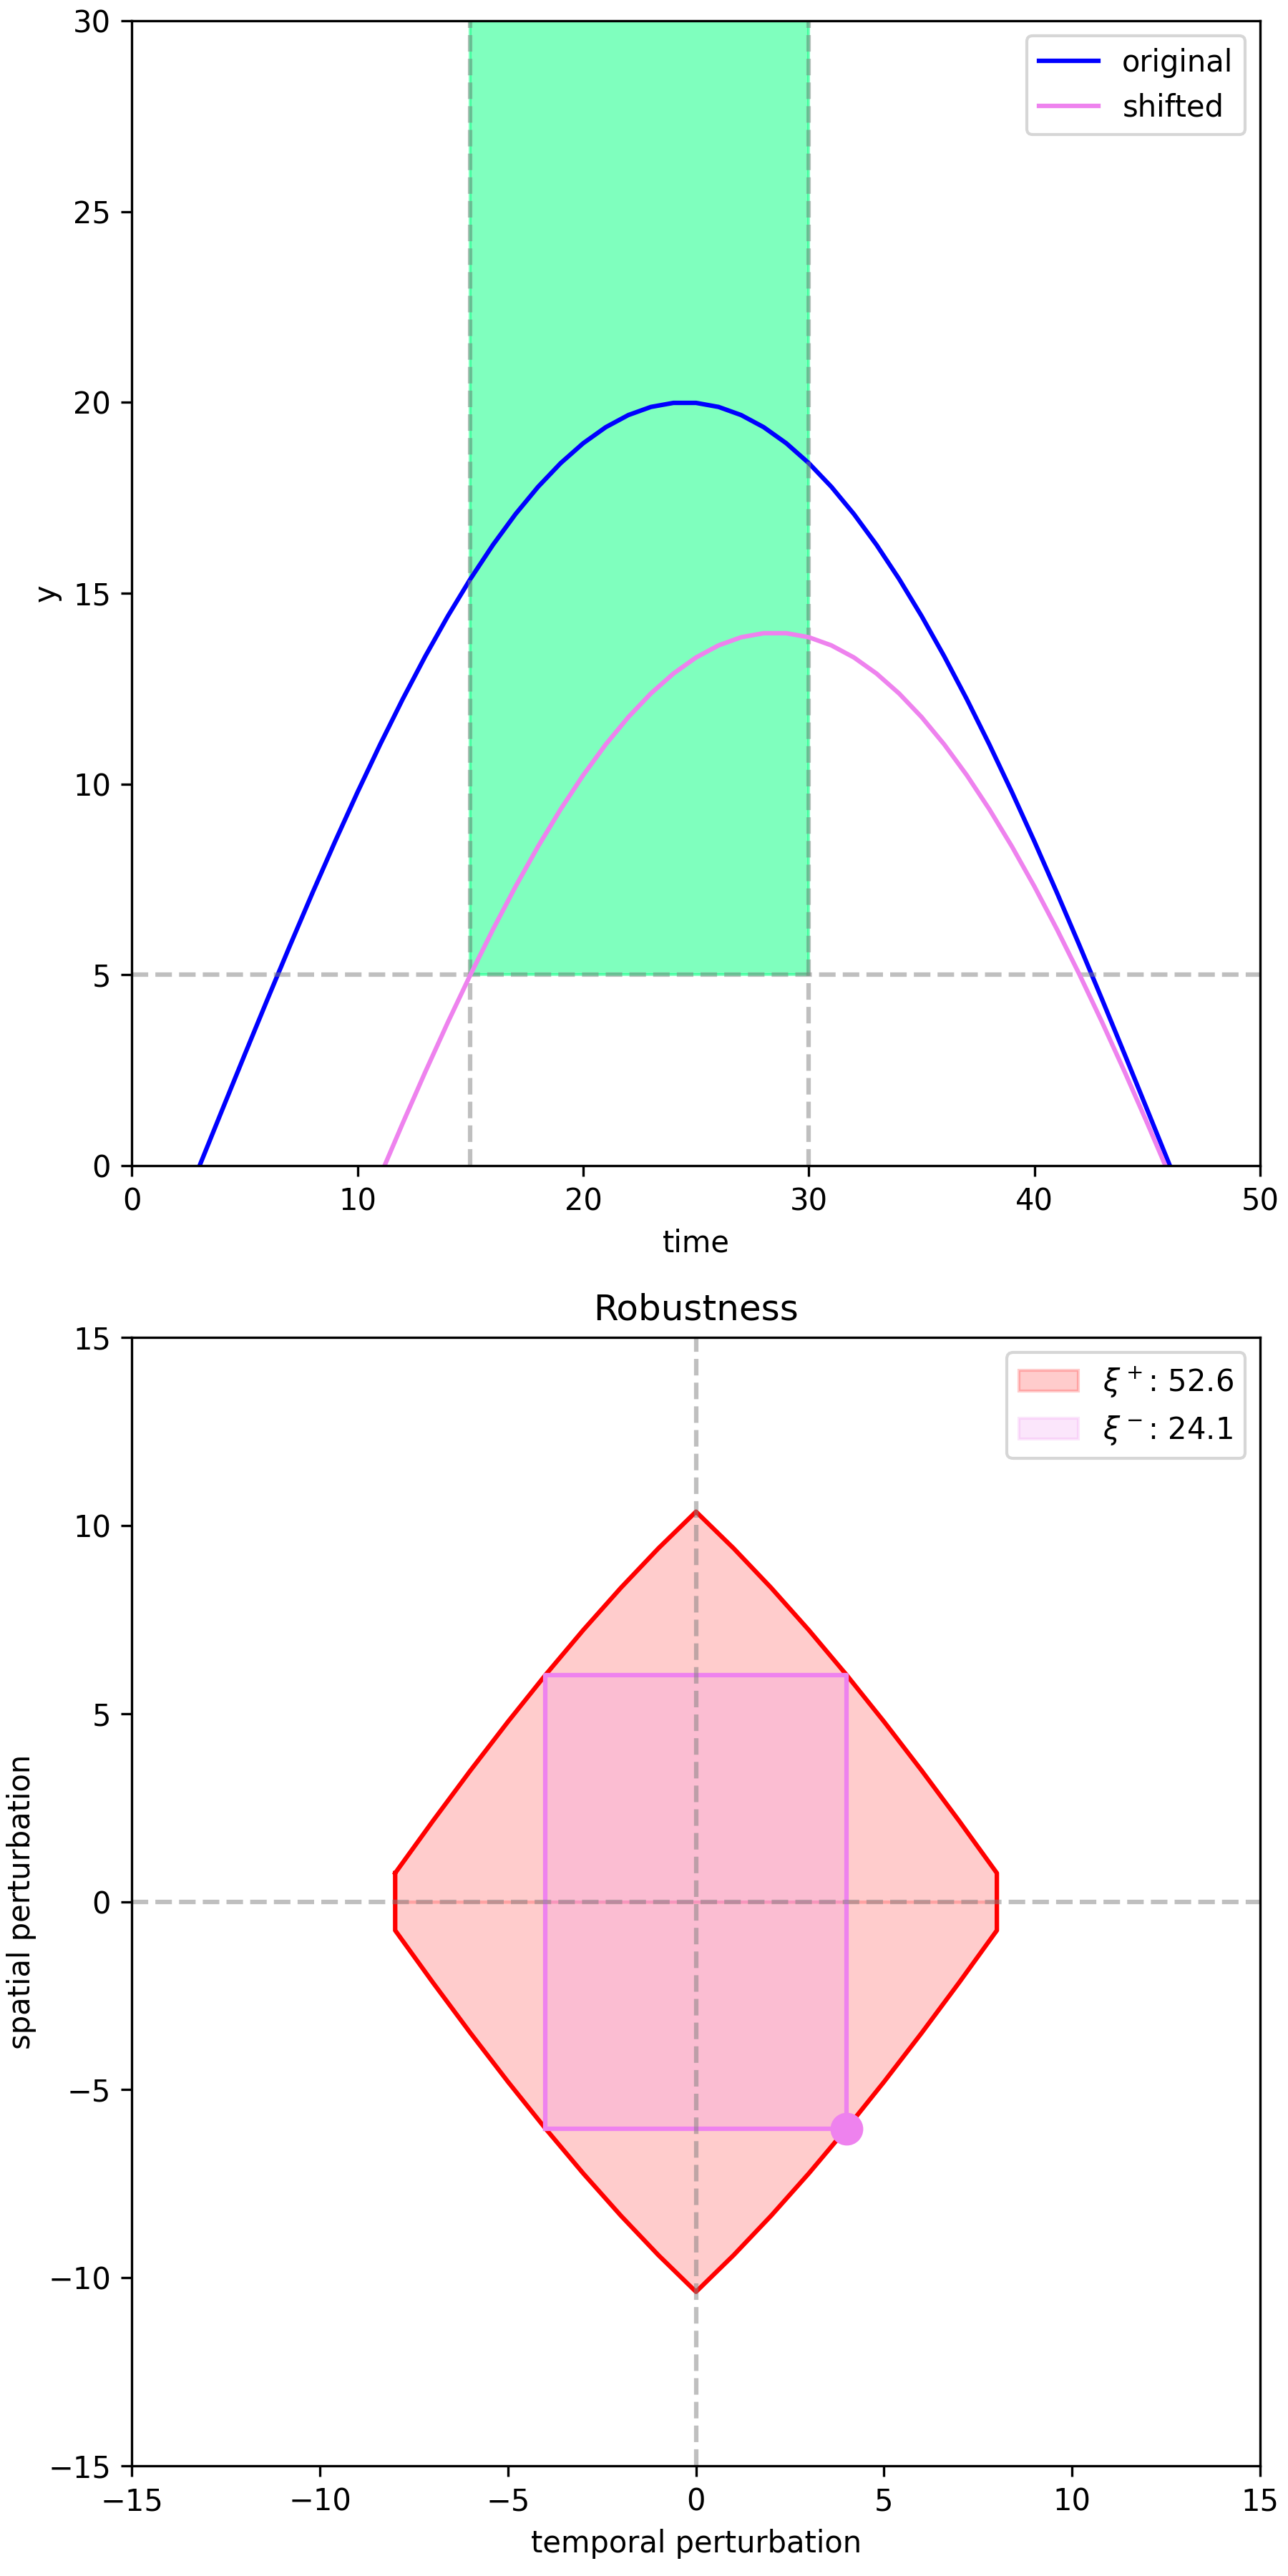 30
25
20
15
10
5
0
y
original
shifted
0 10 20 30 40 50
time
Robustness
15
10
5
0
−5
−10
−15
spatial perturbation
ξ⁺: 52.6
ξ⁻: 24.1
−15 −10 −5 0 5 10 15
temporal perturbation